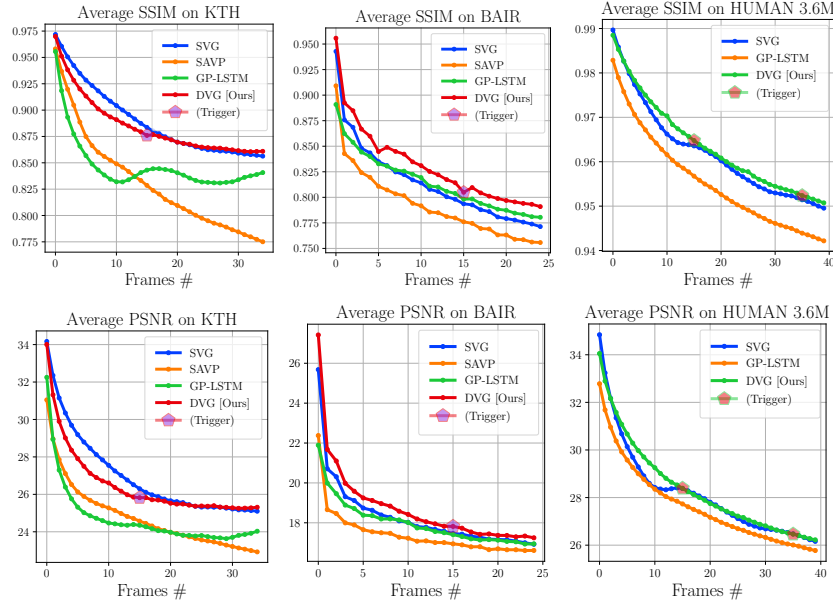 Average SSIM on KTH
0.975
0.950
0.925
0.900
0.875
0.850
0.825
0.800
0.775
0
10
20
30
Frames #
SVG
SAVP
GP-LSTM
DVG [Ours]
(Trigger)
Average SSIM on BAIR
0.950
0.900
0.850
0.800
0.750
0
5
10
15
20
25
Frames #
SVG
SAVP
GP-LSTM
DVG [Ours]
(Trigger)
Average SSIM on HUMAN 3.6M
0.99
0.98
0.97
0.96
0.95
0.94
0
10
20
30
40
Frames #
SVG
SAVP
GP-LSTM
DVG [Ours]
(Trigger)
Average PSNR on KTH
34
32
30
28
26
24
0
10
20
30
Frames #
SVG
SAVP
GP-LSTM
DVG [Ours]
(Trigger)
Average PSNR on BAIR
26
24
22
20
18
0
5
10
15
20
25
Frames #
SVG
SAVP
GP-LSTM
DVG [Ours]
(Trigger)
Average PSNR on HUMAN 3.6M
34
32
30
28
26
0
10
20
30
40
Frames #
SVG
SAVP
GP-LSTM
DVG [Ours]
(Trigger)